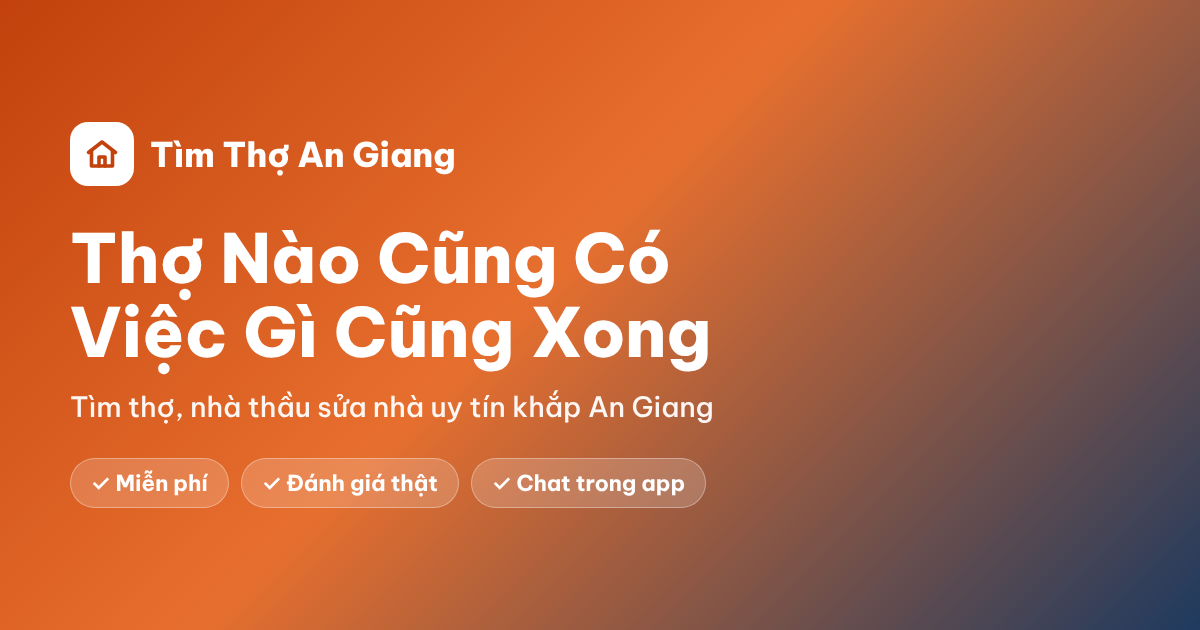 Tìm Thợ An Giang
Thợ Nào Cũng Có
Việc Gì Cũng Xong
Tìm thợ, nhà thầu sửa nhà uy tín khắp An Giang
✓ Miễn phí ✓ Đánh giá thật ✓ Chat trong app